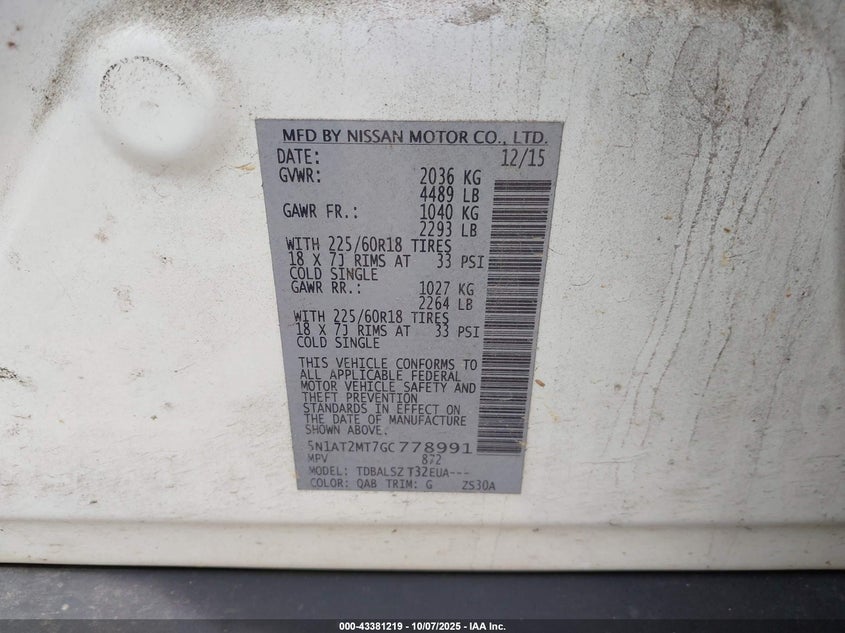 MFD BY NISSAN MOTOR CO., LTD.
DATE: 12/15
GVWR: 2036 KG
4489 LB
GAWR FR.: 1040 KG
2293 LB
WITH 225/60R18 TIRES
18 X 7J RIMS AT 33 PSI
COLD SINGLE
GAWR RR.: 1027 KG
2264 LB
WITH 225/60R18 TIRES
18 X 7J RIMS AT 33 PSI
COLD SINGLE
THIS VEHICLE CONFORMS TO
ALL APPLICABLE FEDERAL
MOTOR VEHICLE SAFETY AND
THEFT PREVENTION
STANDARDS IN EFFECT ON
THE DATE OF MANUFACTURE
SHOWN ABOVE.
5N1AT2MT7GC778991
MPV 872
MODEL: TDBALSZ T32EUA---
COLOR: QAB TRIM: G ZS30A
000-43381219 - 10/07/2025 - IAA Inc.